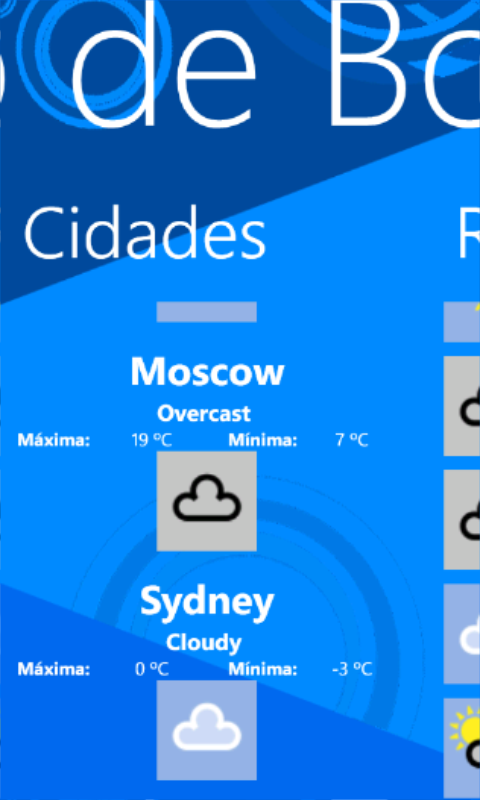 de Bo
Cidades
R
Moscow
Overcast
Máxima: 19 ºC Mínima: 7 ºC
Sydney
Cloudy
Máxima: 0 ºC Mínima: -3 ºC